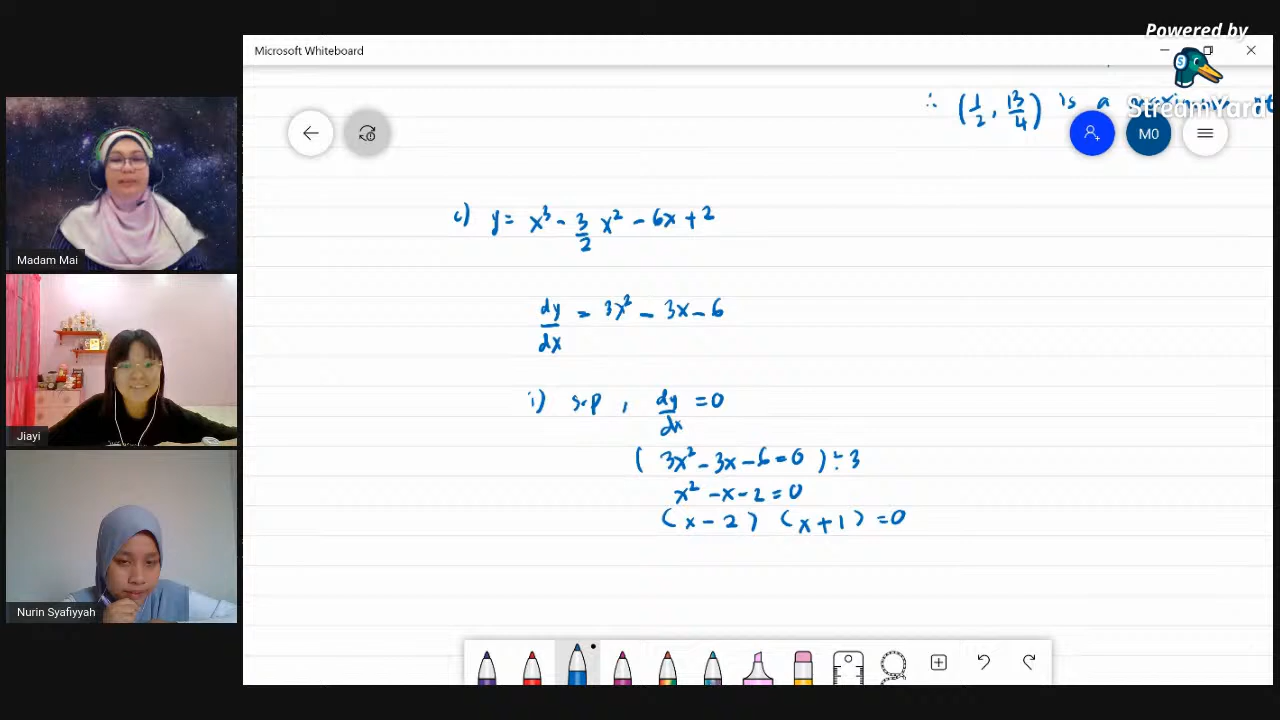 Powered by
Microsoft Whiteboard
StreamYard
∴ (1/2, 13/4) is a
M0
c) y = x³ - 3/2 x² - 6x + 2
dy/dx = 3x² - 3x - 6
i) s.p , dy/dx = 0
( 3x² - 3x - 6 = 0 ) ÷ 3
x² - x - 2 = 0
(x - 2) (x + 1) = 0
Madam Mai
Jiayi
Nurin Syafiyyah